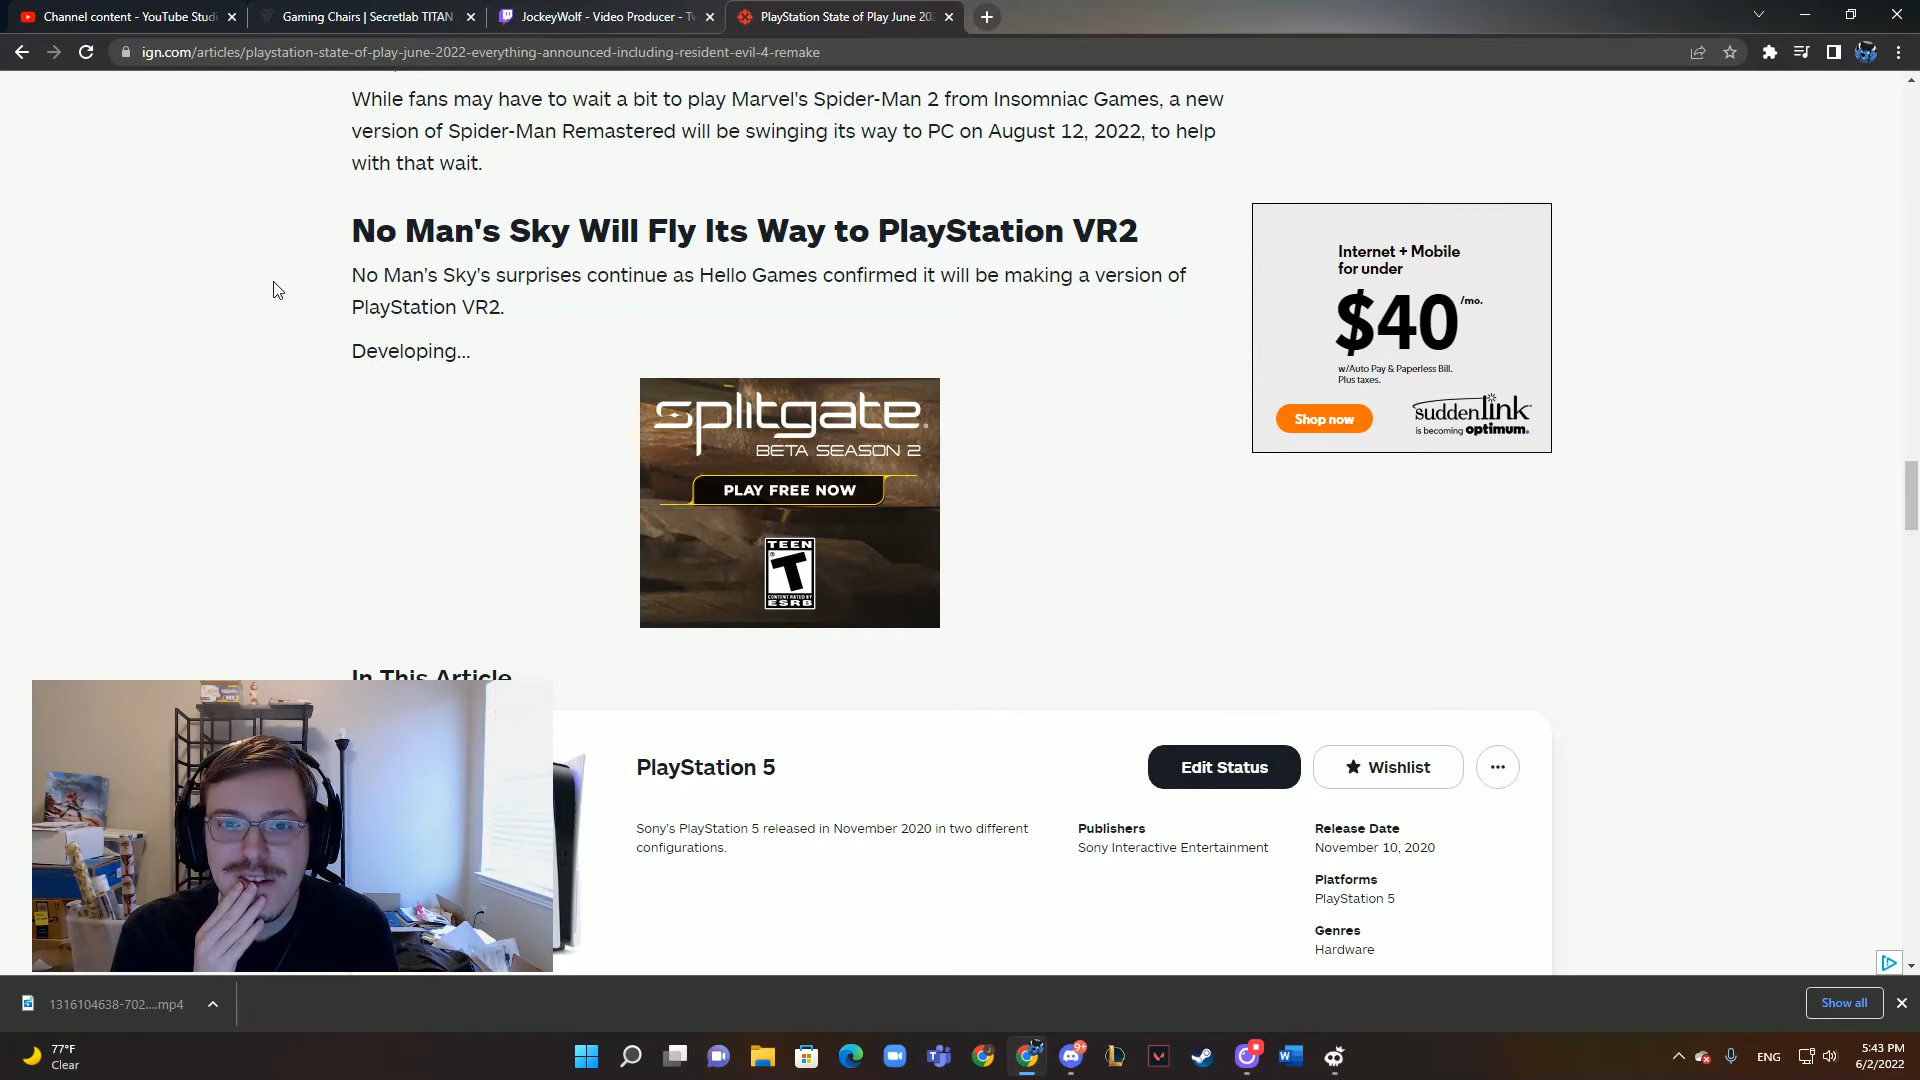 Channel content - YouTube Studi
Gaming Chairs | Secretlab TITAN
JockeyWolf - Video Producer - Tw
PlayStation State of Play June 202
ign.com/articles/playstation-state-of-play-june-2022-everything-announced-including-resident-evil-4-remake
While fans may have to wait a bit to play Marvel's Spider-Man 2 from Insomniac Games, a new
version of Spider-Man Remastered will be swinging its way to PC on August 12, 2022, to help
with that wait.
No Man's Sky Will Fly Its Way to PlayStation VR2
No Man's Sky's surprises continue as Hello Games confirmed it will be making a version of
PlayStation VR2.
Developing...
Internet + Mobile
for under
$40 /mo.
w/Auto Pay & Paperless Bill.
Plus taxes.
Shop now
suddenlink
is becoming optimum.
splitgate
BETA SEASON 2
PLAY FREE NOW
TEEN
T
CONTENT RATED BY
ESRB
In This Article
PlayStation 5
Edit Status
Wishlist
Sony's PlayStation 5 released in November 2020 in two different
configurations.
Publishers
Sony Interactive Entertainment
Release Date
November 10, 2020
Platforms
PlayStation 5
Genres
Hardware
1316104638-702....mp4
Show all
77°F
Clear
9+
ENG
5:43 PM
6/2/2022